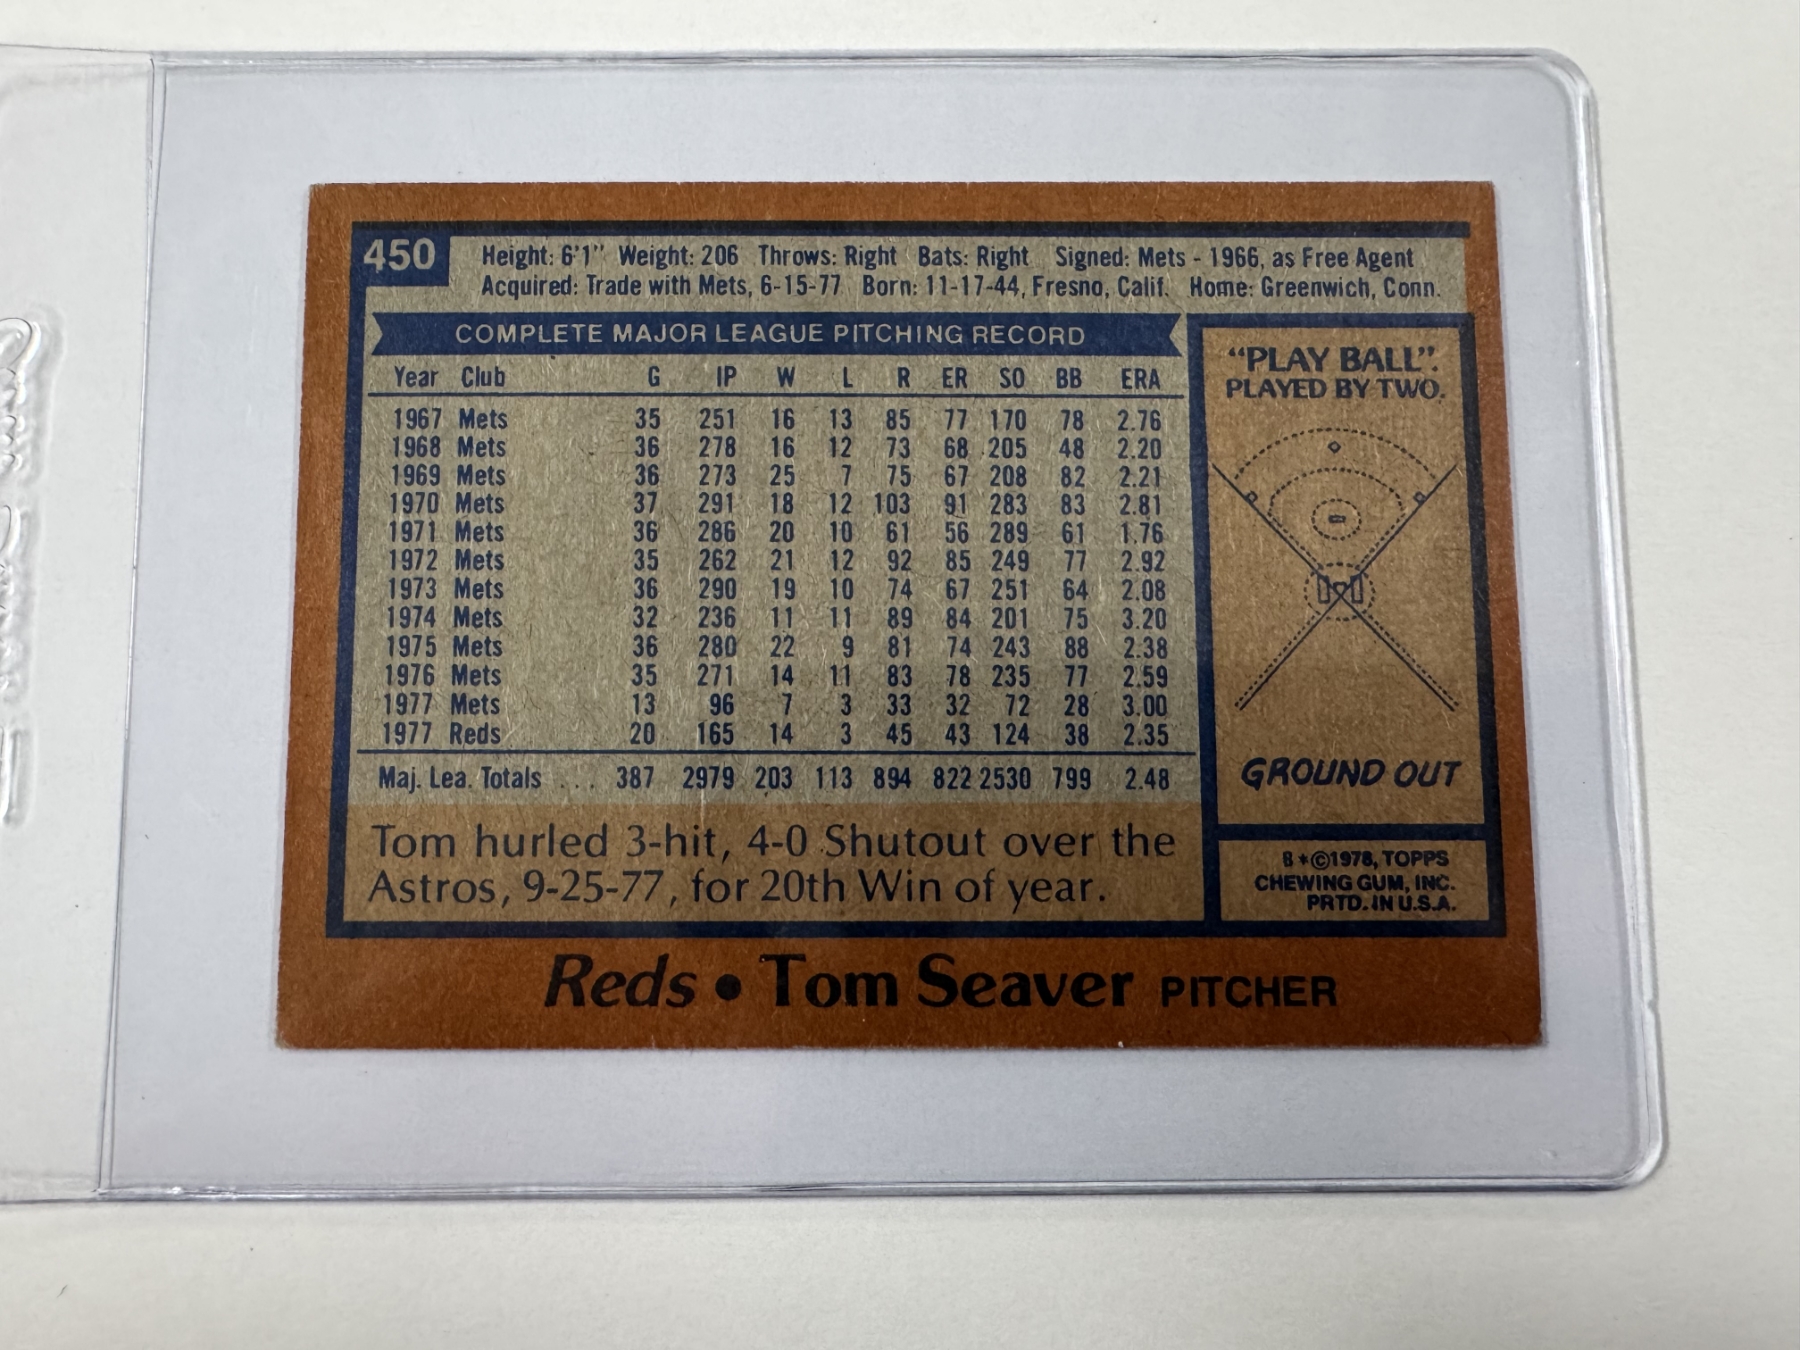 450
Height: 6'1" Weight: 206 Throws: Right Bats: Right Signed: Mets - 1966, as Free Agent
Acquired: Trade with Mets, 6-15-77 Born: 11-17-44, Fresno, Calif. Home: Greenwich, Conn.
COMPLETE MAJOR LEAGUE PITCHING RECORD
Year Club G IP W L R ER SO BB ERA
1967 Mets 35 251 16 13 85 77 170 78 2.76
1968 Mets 36 278 16 12 73 68 205 48 2.20
1969 Mets 36 273 25 7 75 67 208 82 2.21
1970 Mets 37 291 18 12 103 91 283 83 2.81
1971 Mets 36 286 20 10 61 56 289 61 1.76
1972 Mets 35 262 21 12 92 85 249 77 2.92
1973 Mets 36 290 19 10 74 67 251 64 2.08
1974 Mets 32 236 11 11 89 84 201 75 3.20
1975 Mets 36 280 22 9 81 74 243 88 2.38
1976 Mets 35 271 14 11 83 78 235 77 2.59
1977 Mets 13 96 7 3 33 32 72 28 3.00
1977 Reds 20 165 14 3 45 43 124 38 2.35
Maj. Lea. Totals . . . 387 2979 203 113 894 822 2530 799 2.48
Tom hurled 3-hit, 4-0 Shutout over the
Astros, 9-25-77, for 20th Win of year.
"PLAY BALL".
PLAYED BY TWO.
GROUND OUT
B*©1978, TOPPS
CHEWING GUM, INC.
PRTD. IN U.S.A.
Reds • Tom Seaver PITCHER